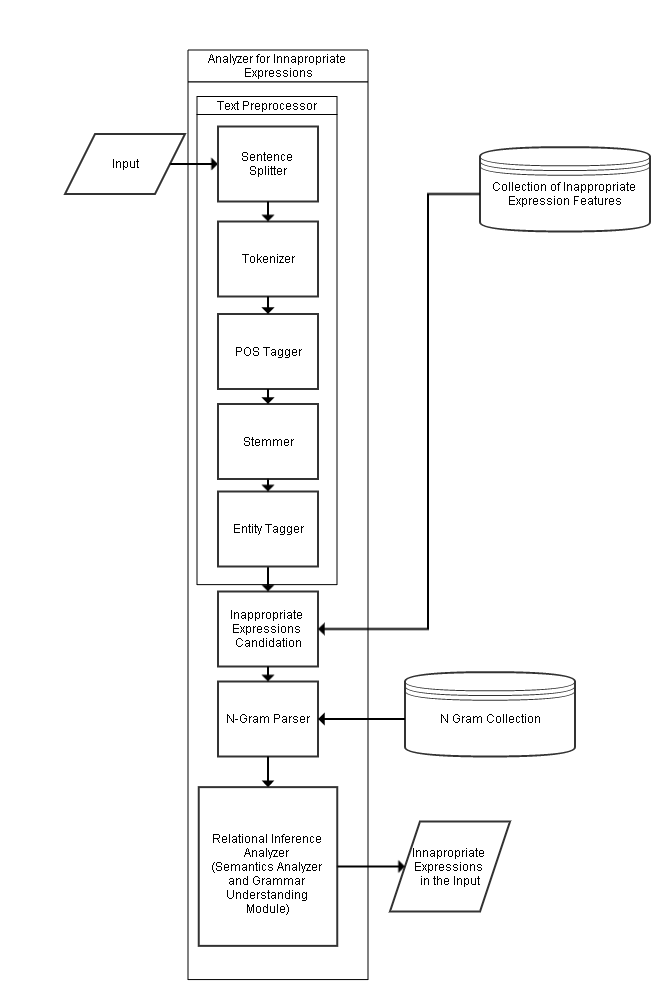 Analyzer for Innapropriate
Expressions
Text Preprocessor
Input
Sentence
Splitter
Collection of Inappropriate
Expression Features
Tokenizer
POS Tagger
Stemmer
Entity Tagger
Inappropriate
Expressions
Candidation
N-Gram Parser
N Gram Collection
Relational Inference
Analyzer
(Semantics Analyzer
and Grammar
Understanding
Module)
Innapropriate
Expressions
in the Input